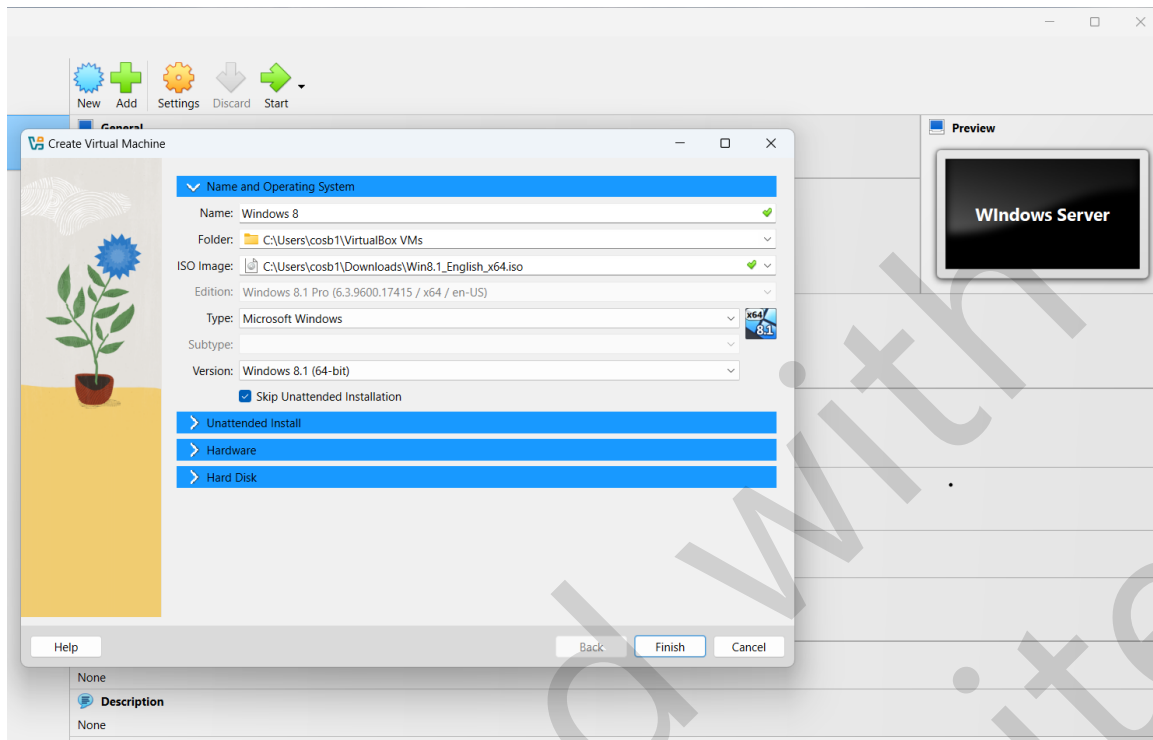 New Add Settings Discard Start
General
Preview
WIndows Server
Create Virtual Machine
Name and Operating System
Name: Windows 8
Folder: C:\Users\cosb1\VirtualBox VMs
ISO Image: C:\Users\cosb1\Downloads\Win8.1_English_x64.iso
Edition: Windows 8.1 Pro (6.3.9600.17415 / x64 / en-US)
Type: Microsoft Windows
x64
8.1
Subtype:
Version: Windows 8.1 (64-bit)
Skip Unattended Installation
Unattended Install
Hardware
Hard Disk
Help Back Finish Cancel
None
Description
None
d with